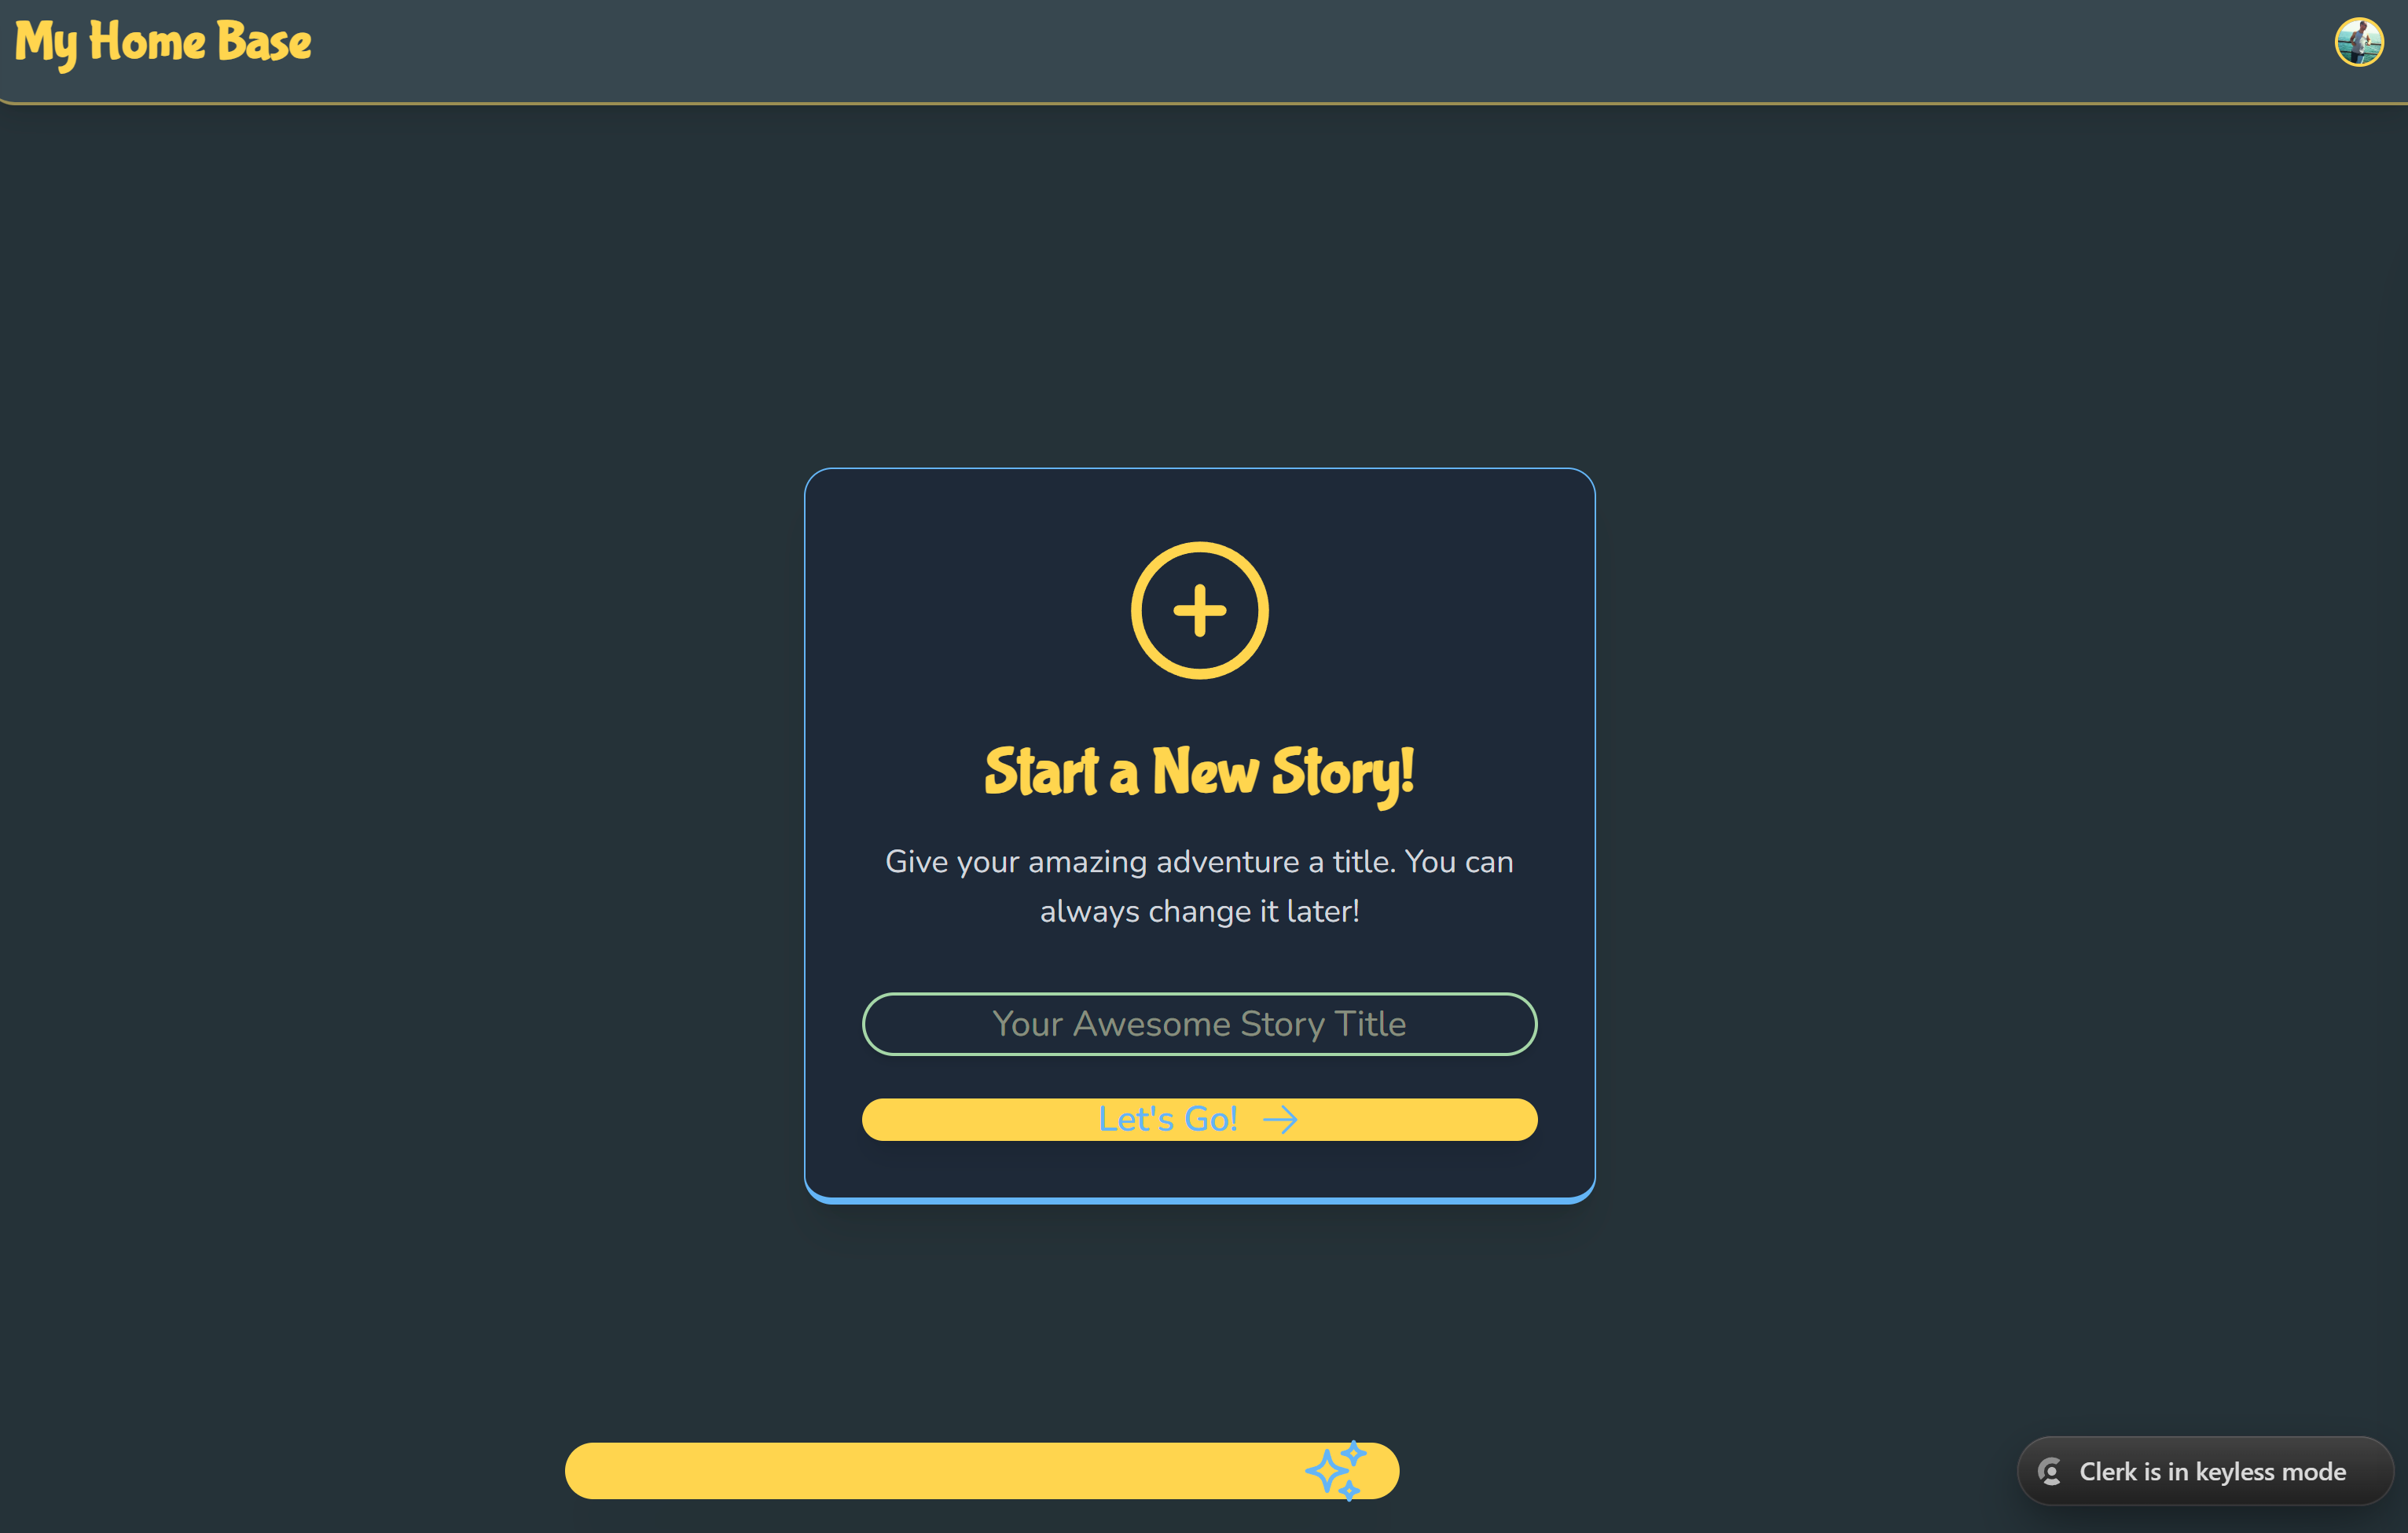 My Home Base
Start a New Story!
Give your amazing adventure a title. You can
always change it later!
Your Awesome Story Title
Let's Go!
Clerk is in keyless mode